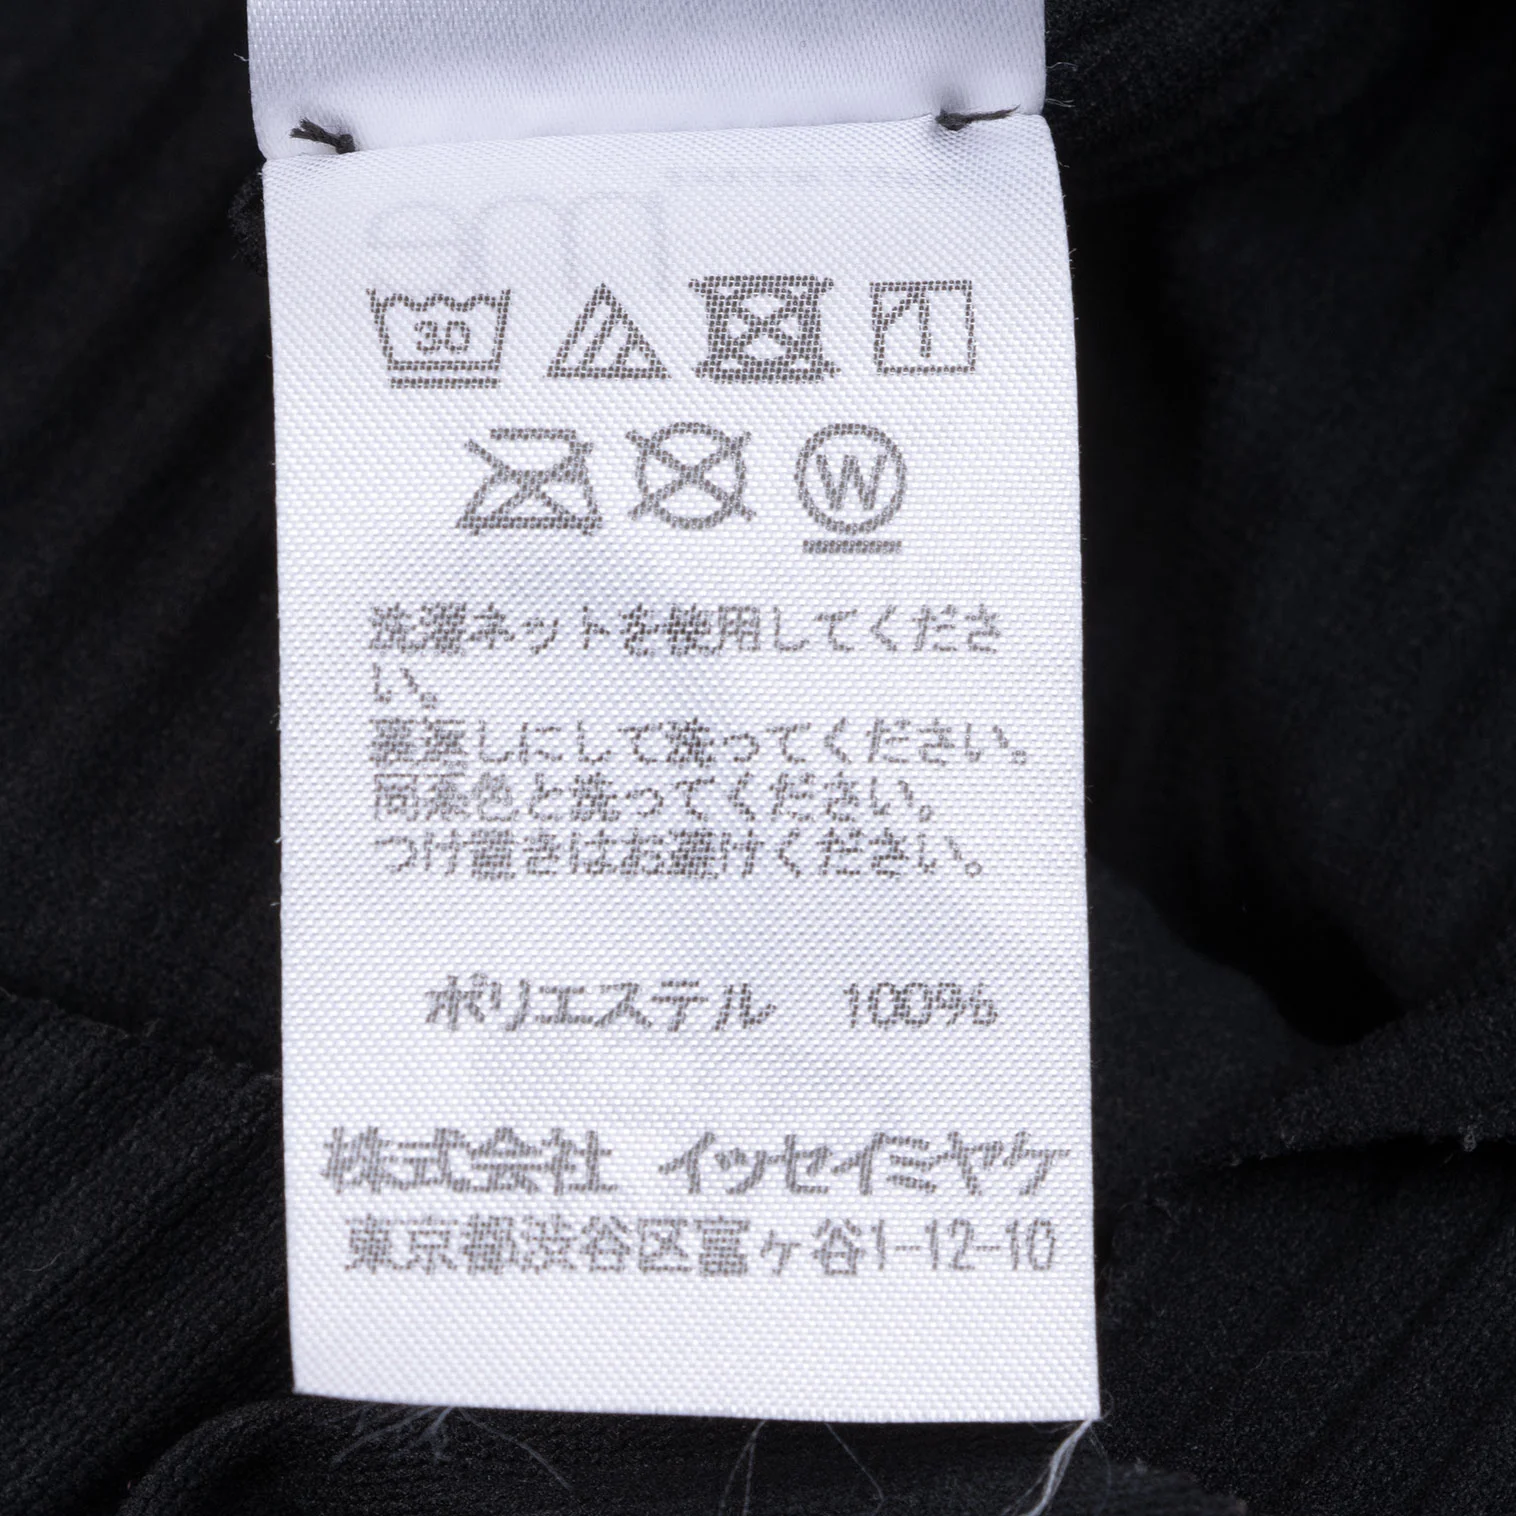 30
W
洗濯ネットを使用してくださ
い。
裏返しにして洗ってください。
同系色と洗ってください。
つけ置きはお避けください。
ポリエステル 100%
株式会社 イッセイミヤケ
東京都渋谷区富ヶ谷1-12-10